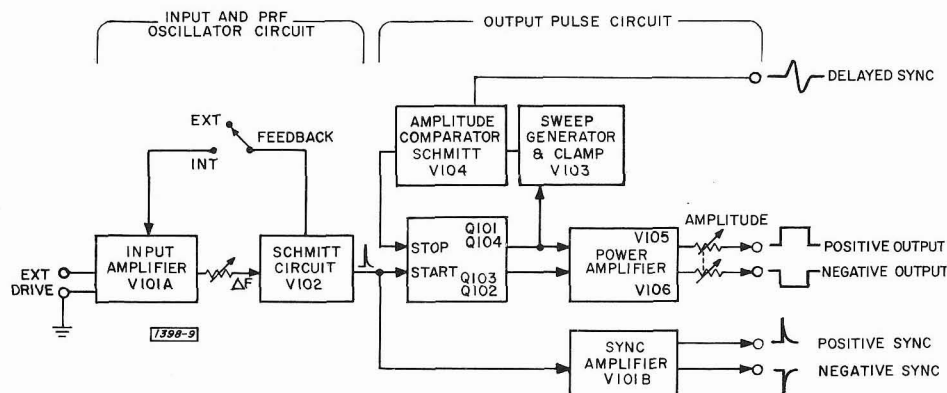 INPUT AND PRF
OSCILLATOR CIRCUIT
OUTPUT PULSE CIRCUIT
DELAYED SYNC
EXT
FEEDBACK
INT
AMPLITUDE
COMPARATOR
SCHMITT
V104
SWEEP
GENERATOR
& CLAMP
V103
INPUT
AMPLIFIER
V101A
ΔF
SCHMITT
CIRCUIT
V102
EXT
DRIVE
STOP
START
Q101
Q104
Q103
Q102
V105
POWER
AMPLIFIER
V106
AMPLITUDE
POSITIVE OUTPUT
NEGATIVE OUTPUT
1398-9
SYNC
AMPLIFIER
V101B
POSITIVE SYNC
NEGATIVE SYNC